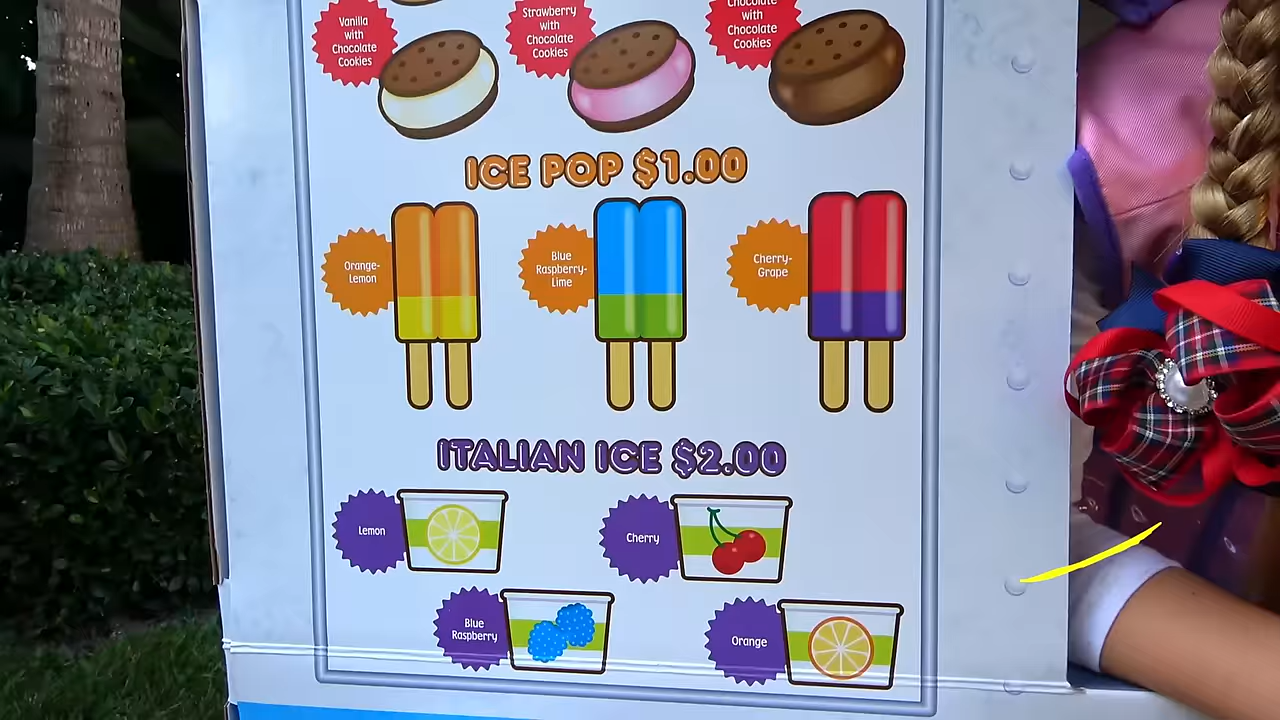 Vanilla
with
Chocolate
Cookies
Strawberry
with
Chocolate
Cookies
Chocolate
with
Chocolate
Cookies
ICE POP $1.00
Orange-
Lemon
Blue
Raspberry-
Lime
Cherry-
Grape
ITALIAN ICE $2.00
Lemon
Cherry
Blue
Raspberry
Orange